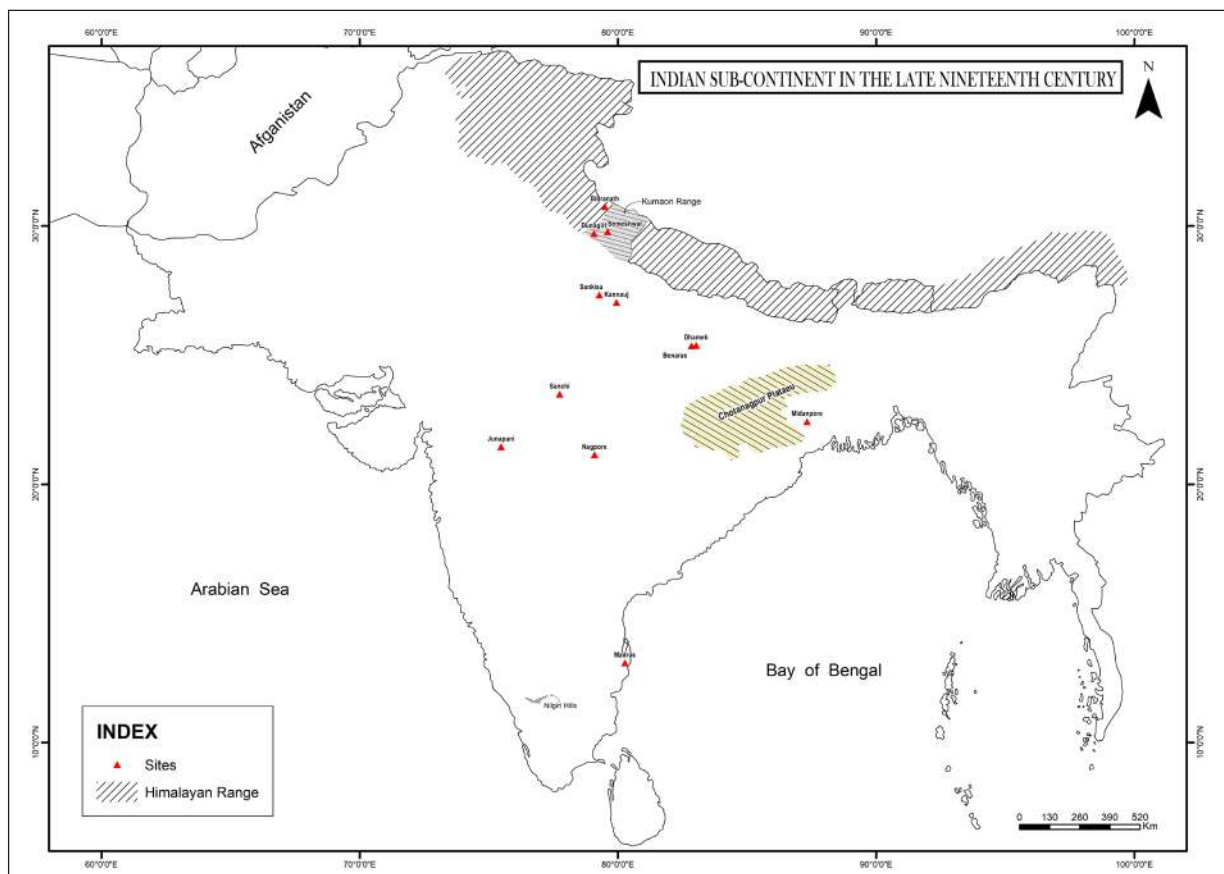 60°0'0"E 70°0'0"E 80°0'0"E 90°0'0"E 100°0'0"E
INDIAN SUB-CONTINENT IN THE LATE NINETEENTH CENTURY
N
Afganistan
Bidranath
Kumaon Range
Dunagiri
Someshwar
30°0'0"N
30°0'0"N
Sankisa
Kannauj
Dhamek
Benaras
Sanchi
Chotanagpur Plataeu
Midanpore
Junapani
Nagpore
20°0'0"N
20°0'0"N
Arabian Sea
Madras
Bay of Bengal
Nilgiri Hills
10°0'0"N
10°0'0"N
INDEX
Sites
Himalayan Range
0 130 260 390 520
Km
60°0'0"E 70°0'0"E 80°0'0"E 90°0'0"E 100°0'0"E